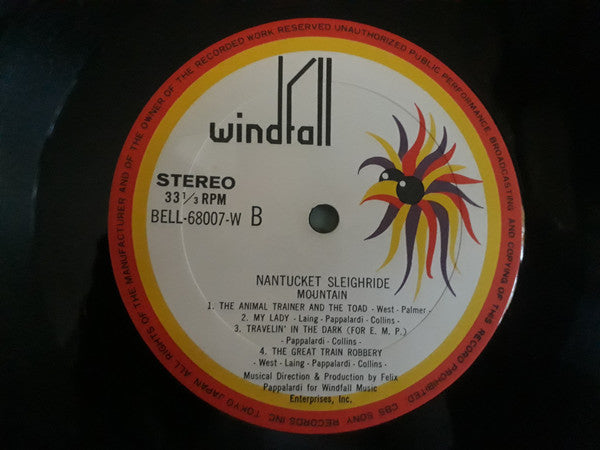 ALL RIGHTS OF THE MANUFACTURER AND OF THE OWNER OF THE RECORDED WORK RESERVED UNAUTHORIZED PUBLIC PERFORMANCE BROADCASTING AND COPYING OF THIS RECORD PROHIBITED. CBS SONY RECORDS INC. TOKYO JAPAN
windfall
STEREO
33 1/3 RPM
BELL-68007-W B
NANTUCKET SLEIGHRIDE
MOUNTAIN
1. THE ANIMAL TRAINER AND THE TOAD - West - Palmer -
2. MY LADY - Laing - Pappalardi - Collins -
3. TRAVELIN' IN THE DARK (FOR E. M. P.)
- Pappalardi - Collins -
4. THE GREAT TRAIN ROBBERY
- West - Laing - Pappalardi - Collins -
Musical Direction & Production by Felix
Pappalardi for Windfall Music
Enterprises, Inc.